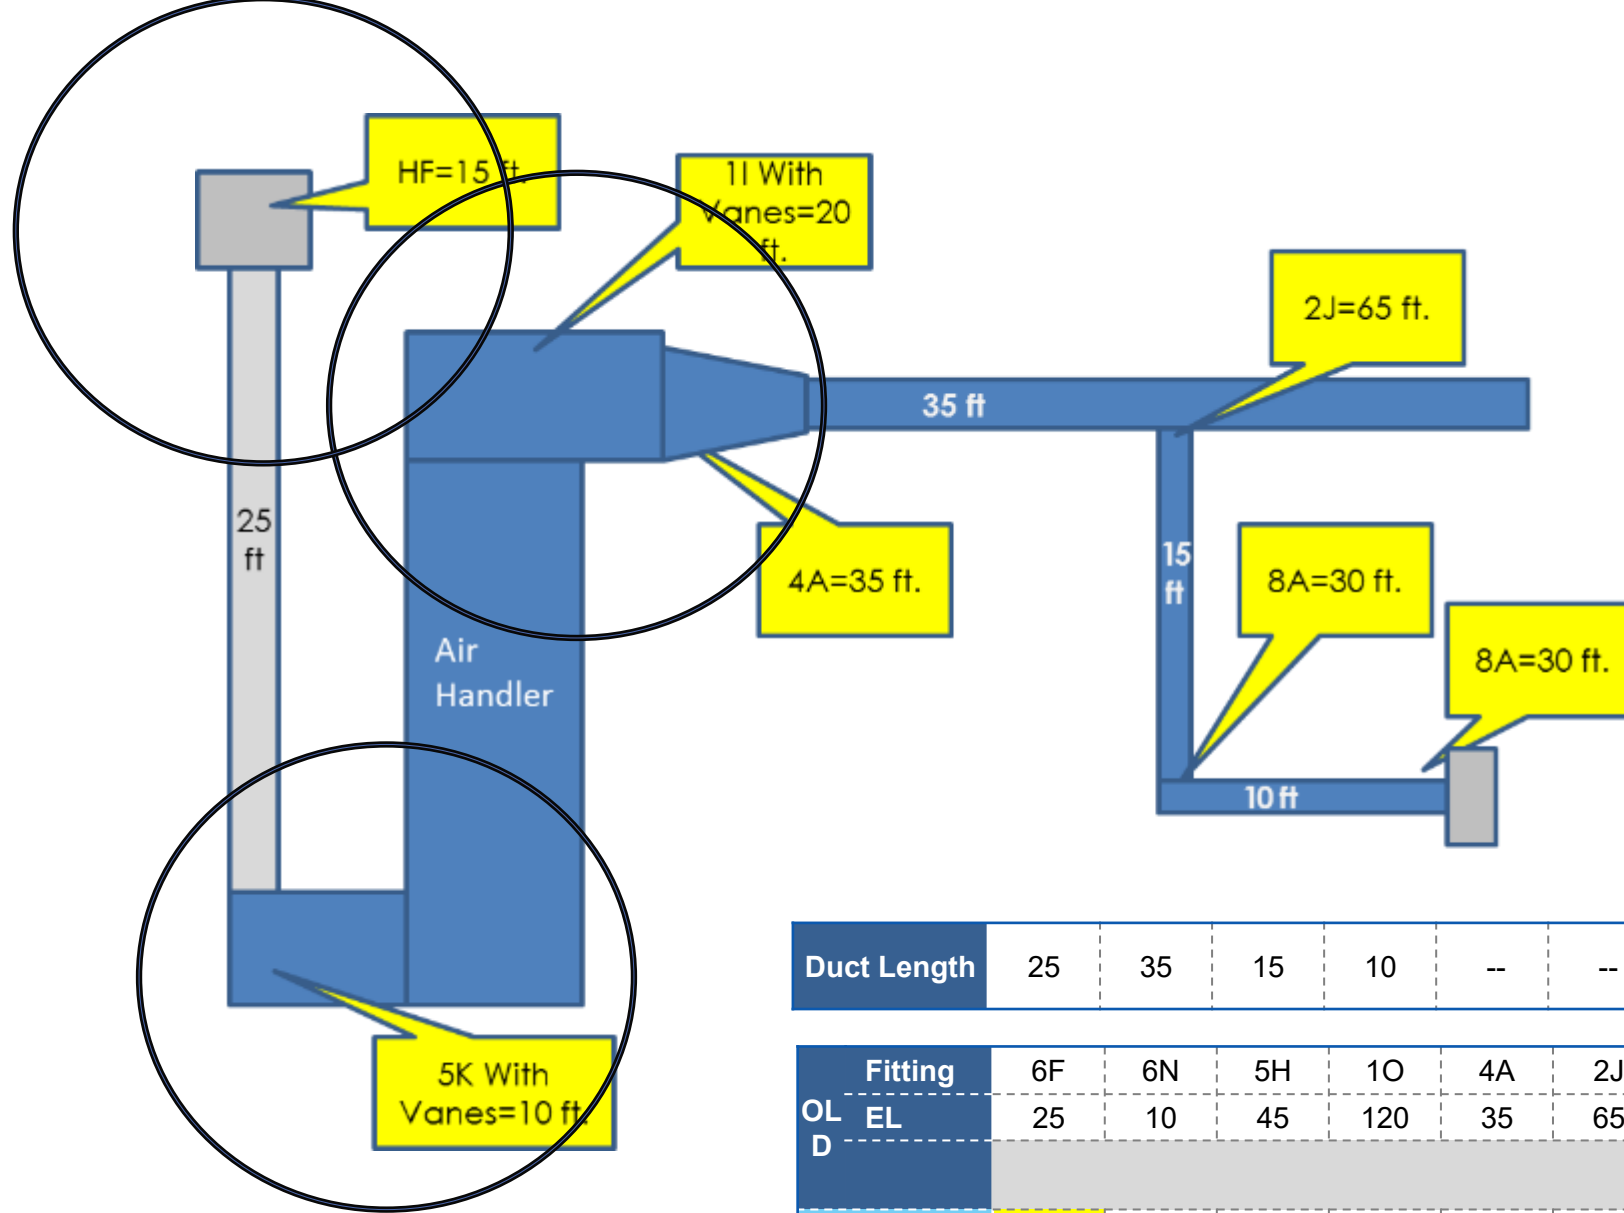 HF=15 ft.
1I With
Vanes=20
ft.
2J=65 ft.
35 ft
25
ft
4A=35 ft.
15
ft
8A=30 ft.
8A=30 ft.
Air
Handler
10 ft
5K With
Vanes=10 ft.
Duct Length 25 35 15 10 -- --
Fitting 6F 6N 5H 1O 4A 2J
OL
D
EL 25 10 45 120 35 65